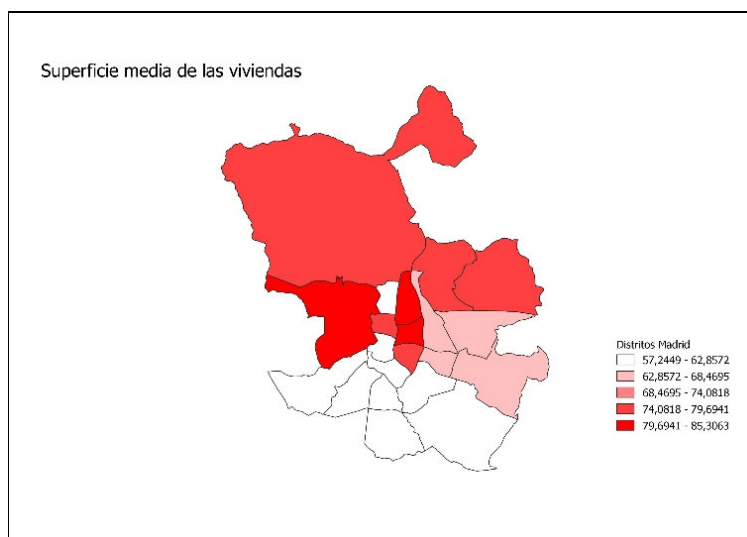 Superficie media de las viviendas
Distritos Madrid
57,2449 - 62,8572
62,8572 - 68,4695
68,4695 - 74,0818
74,0818 - 79,6941
79,6941 - 85,3063